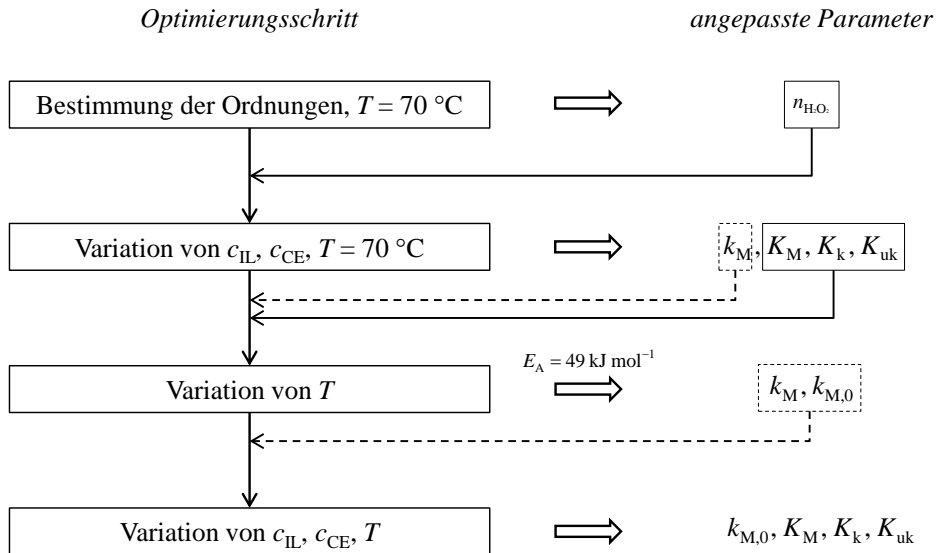 Optimierungsschritt angepasste Parameter
Bestimmung der Ordnungen, T = 70 °C n_H₂O₂
Variation von c_IL, c_CE, T = 70 °C k_M, K_M, K_k, K_uk
E_A = 49 kJ mol⁻¹
Variation von T k_M, k_M,0
Variation von c_IL, c_CE, T k_M,0, K_M, K_k, K_uk